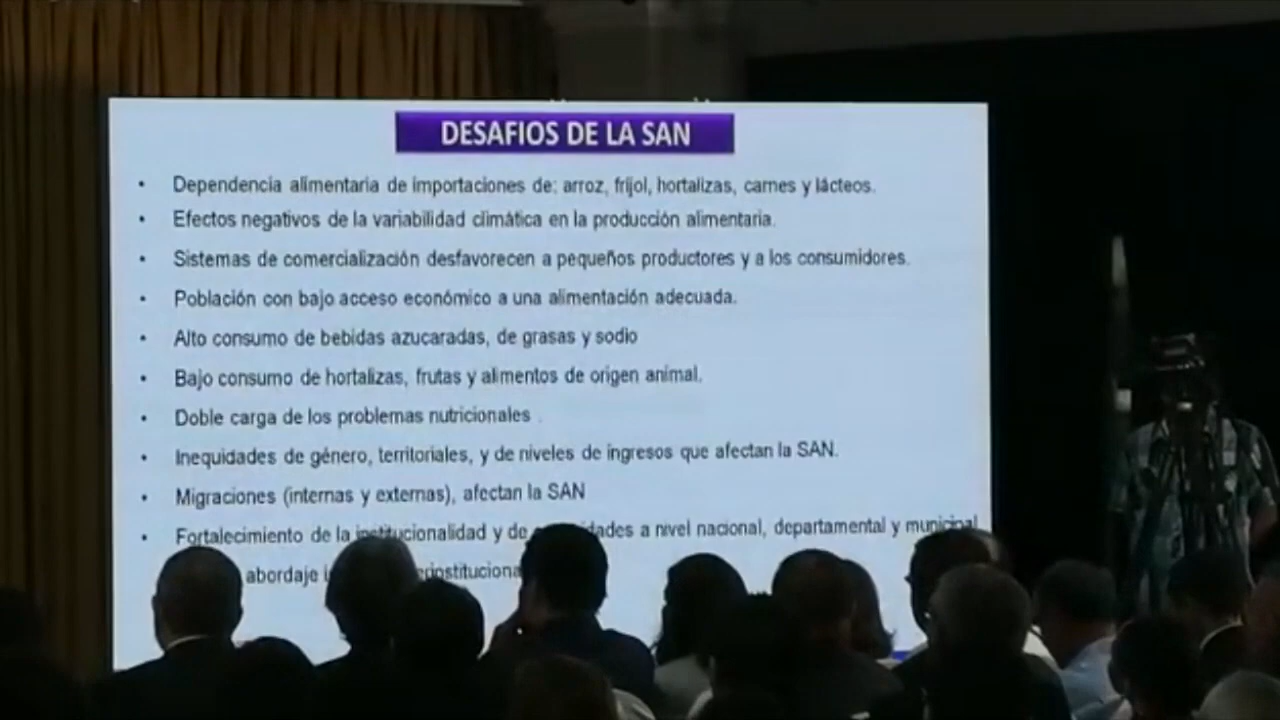 DESAFIOS DE LA SAN
• Dependencia alimentaria de importaciones de: arroz, frijol, hortalizas, carnes y lácteos.
• Efectos negativos de la variabilidad climática en la producción alimentaria.
• Sistemas de comercialización desfavorecen a pequeños productores y a los consumidores.
• Población con bajo acceso económico a una alimentación adecuada.
• Alto consumo de bebidas azucaradas, de grasas y sodio
• Bajo consumo de hortalizas, frutas y alimentos de origen animal.
• Doble carga de los problemas nutricionales .
• Inequidades de género, territoriales, y de niveles de ingresos que afectan la SAN.
• Migraciones (internas y externas), afectan la SAN
• Fortalecimiento de la institucionalidad y de a nivel nacional, departamental y municipal
abordaje